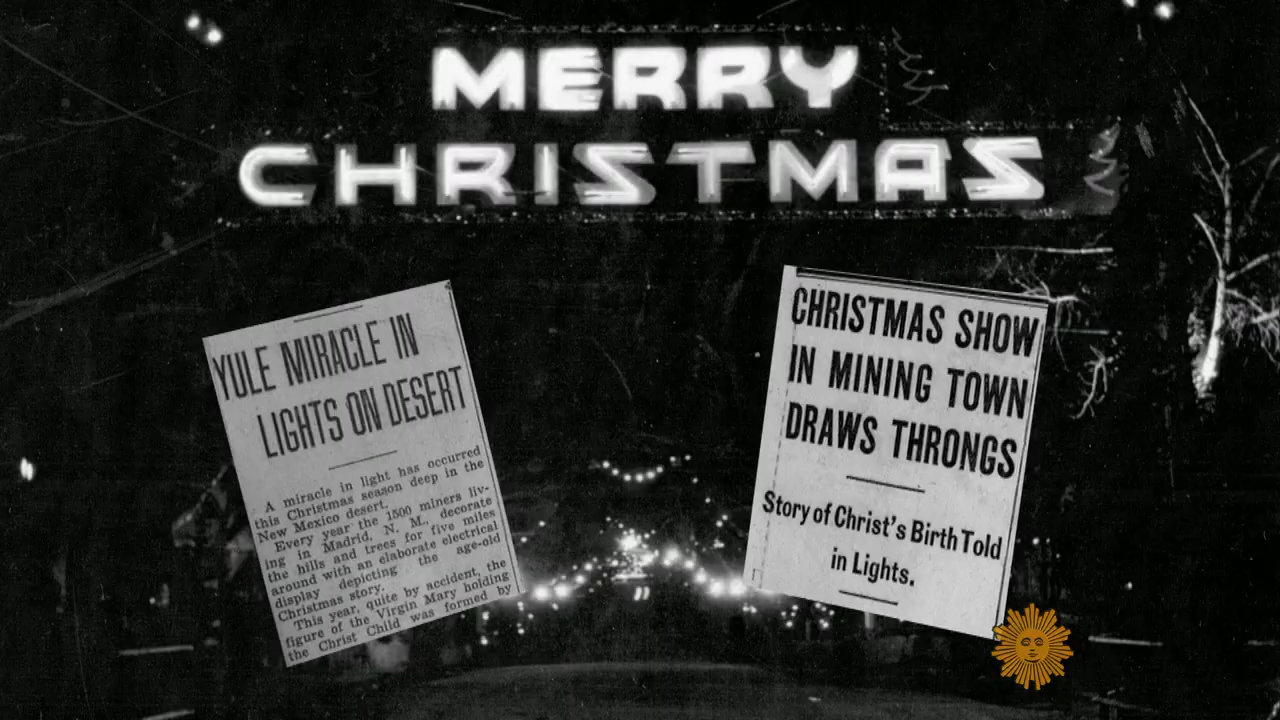 MERRY
CHRISTMAS
YULE MIRACLE IN
LIGHTS ON DESERT
A miracle in light has occurred
this Christmas season deep in the
New Mexico desert.
Every year the 1500 miners liv-
ing in Madrid, N. M., decorate
the hills and trees for five miles
around with an elaborate electrical
display depicting the age-old
Christmas story.
This year, quite by accident, the
figure of the Virgin Mary holding
the Christ Child was formed by
CHRISTMAS SHOW
IN MINING TOWN
DRAWS THRONGS
Story of Christ's Birth Told
in Lights.